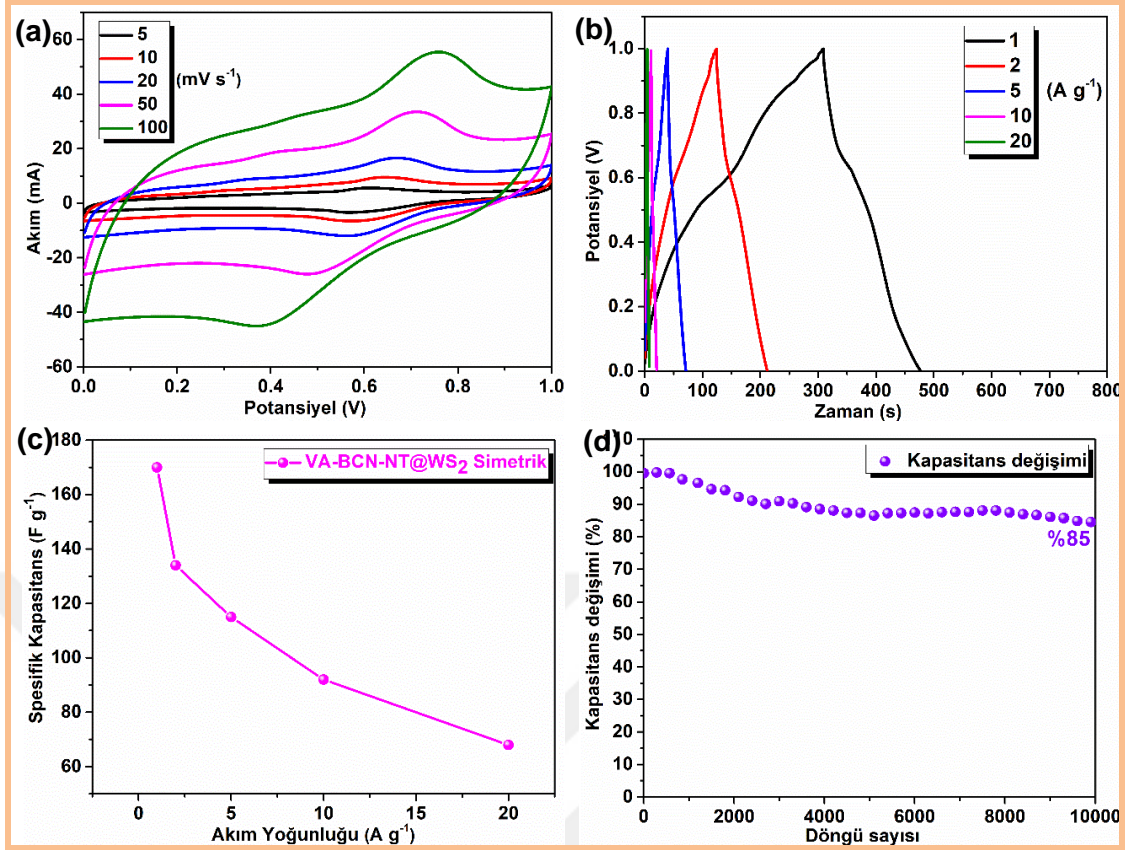 (a)
5
10
20 (mV s⁻¹)
50
100
60
40
20
0
-20
-40
-60
Akım (mA)
0.0 0.2 0.4 0.6 0.8 1.0
Potansiyel (V)
(b)
1
2
5 (A g⁻¹)
10
20
1.0
0.8
0.6
0.4
0.2
0.0
Potansiyel (V)
0 100 200 300 400 500 600 700 800
Zaman (s)
(c)
VA-BCN-NT@WS₂ Simetrik
180
160
140
120
100
80
60
Spesifik Kapasitans (F g⁻¹)
0 5 10 15 20
Akım Yoğunluğu (A g⁻¹)
(d)
Kapasitans değişimi
110
100
90
80
70
60
50
40
30
20
10
0
Kapasitans değişimi (%)
%85
0 2000 4000 6000 8000 10000
Döngü sayısı